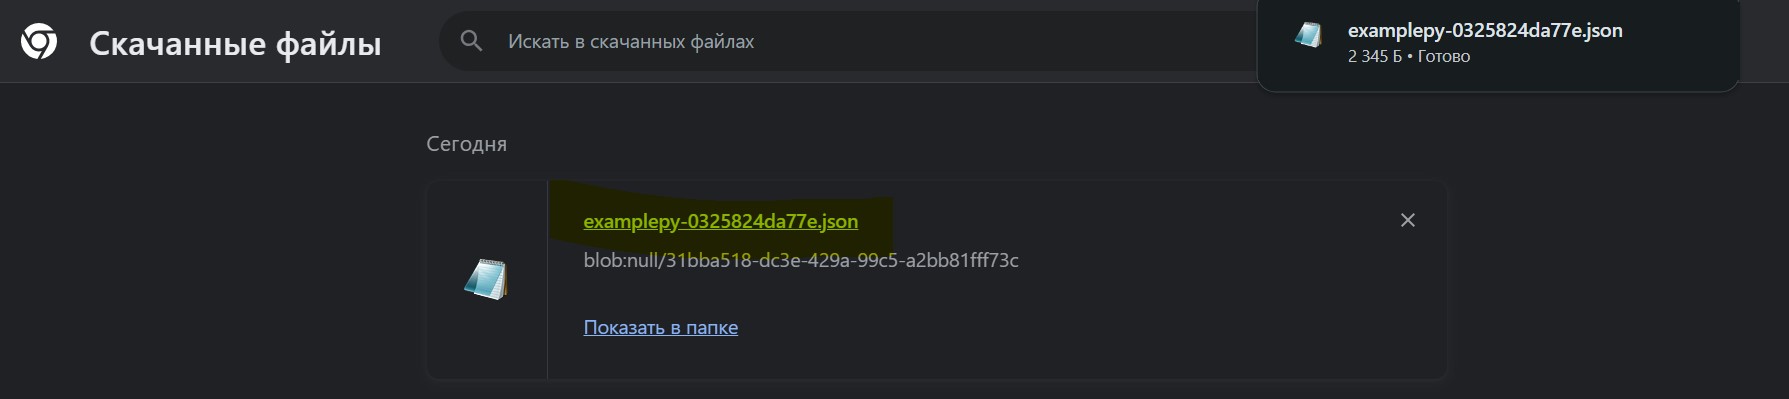 Скачанные файлы
Искать в скачанных файлах
examplepy-0325824da77e.json
2 345 Б • Готово
Сегодня
examplepy-0325824da77e.json
blob:null/31bba518-dc3e-429a-99c5-a2bb81fff73c
Показать в папке